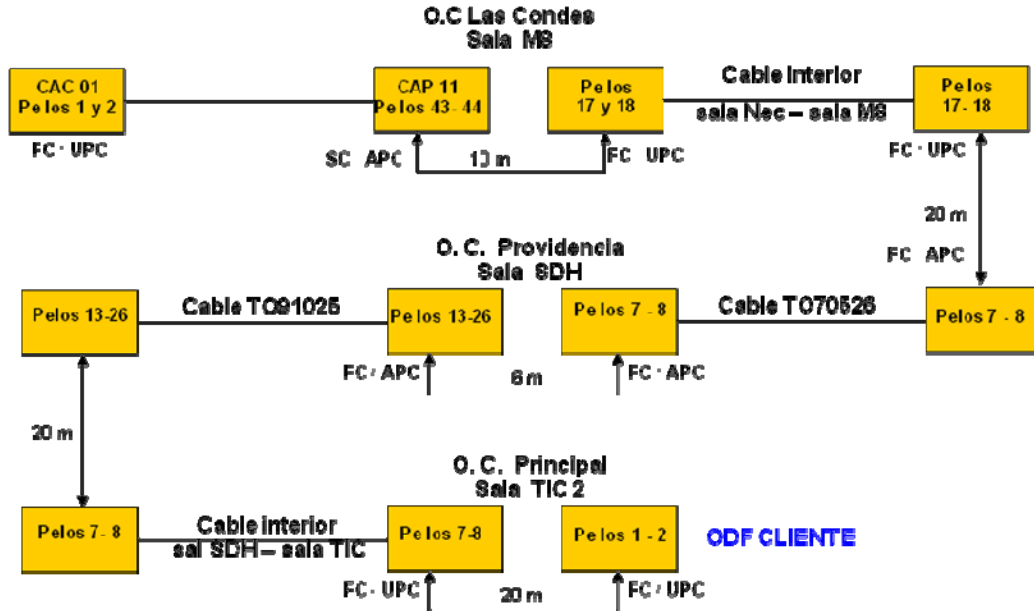 O.C Las Condes
Sala M8
CAC 01
Pelos 1 y 2
CAP 11
Pelos 43- 44
Pelos
17 y 18
Cable Interior
sala Nec – sala M8
Pelos
17- 18
FC - UPC
SC APC
10 m
FC UPC
FC - UPC
20 m
FC APC
O. C. Providencia
Sala SDH
Pelos 13-26
Cable TO91025
Pelos 13-26
Pelos 7 - 8
Cable TO70526
Pelos 7 - 8
FC / APC
6 m
FC - APC
20 m
O. C. Principal
Sala TIC 2
Pelos 7- 8
Cable interior
sal SDH – sala TIC
Pelos 7-8
Pelos 1 - 2
ODF CLIENTE
FC - UPC
20 m
FC / UPC